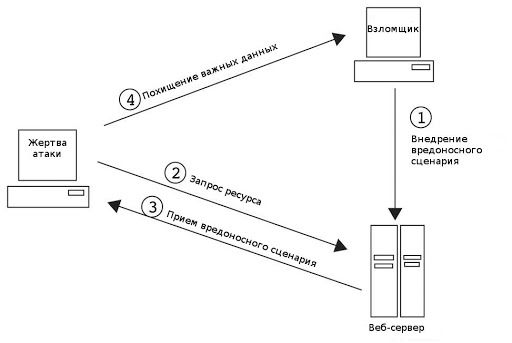 Взломщик
4 Похищение важных данных
1
Внедрение
вредоносного
сценария
Жертва
атаки
2 Запрос ресурса
3 Прием вредоносного сценария
Веб-сервер